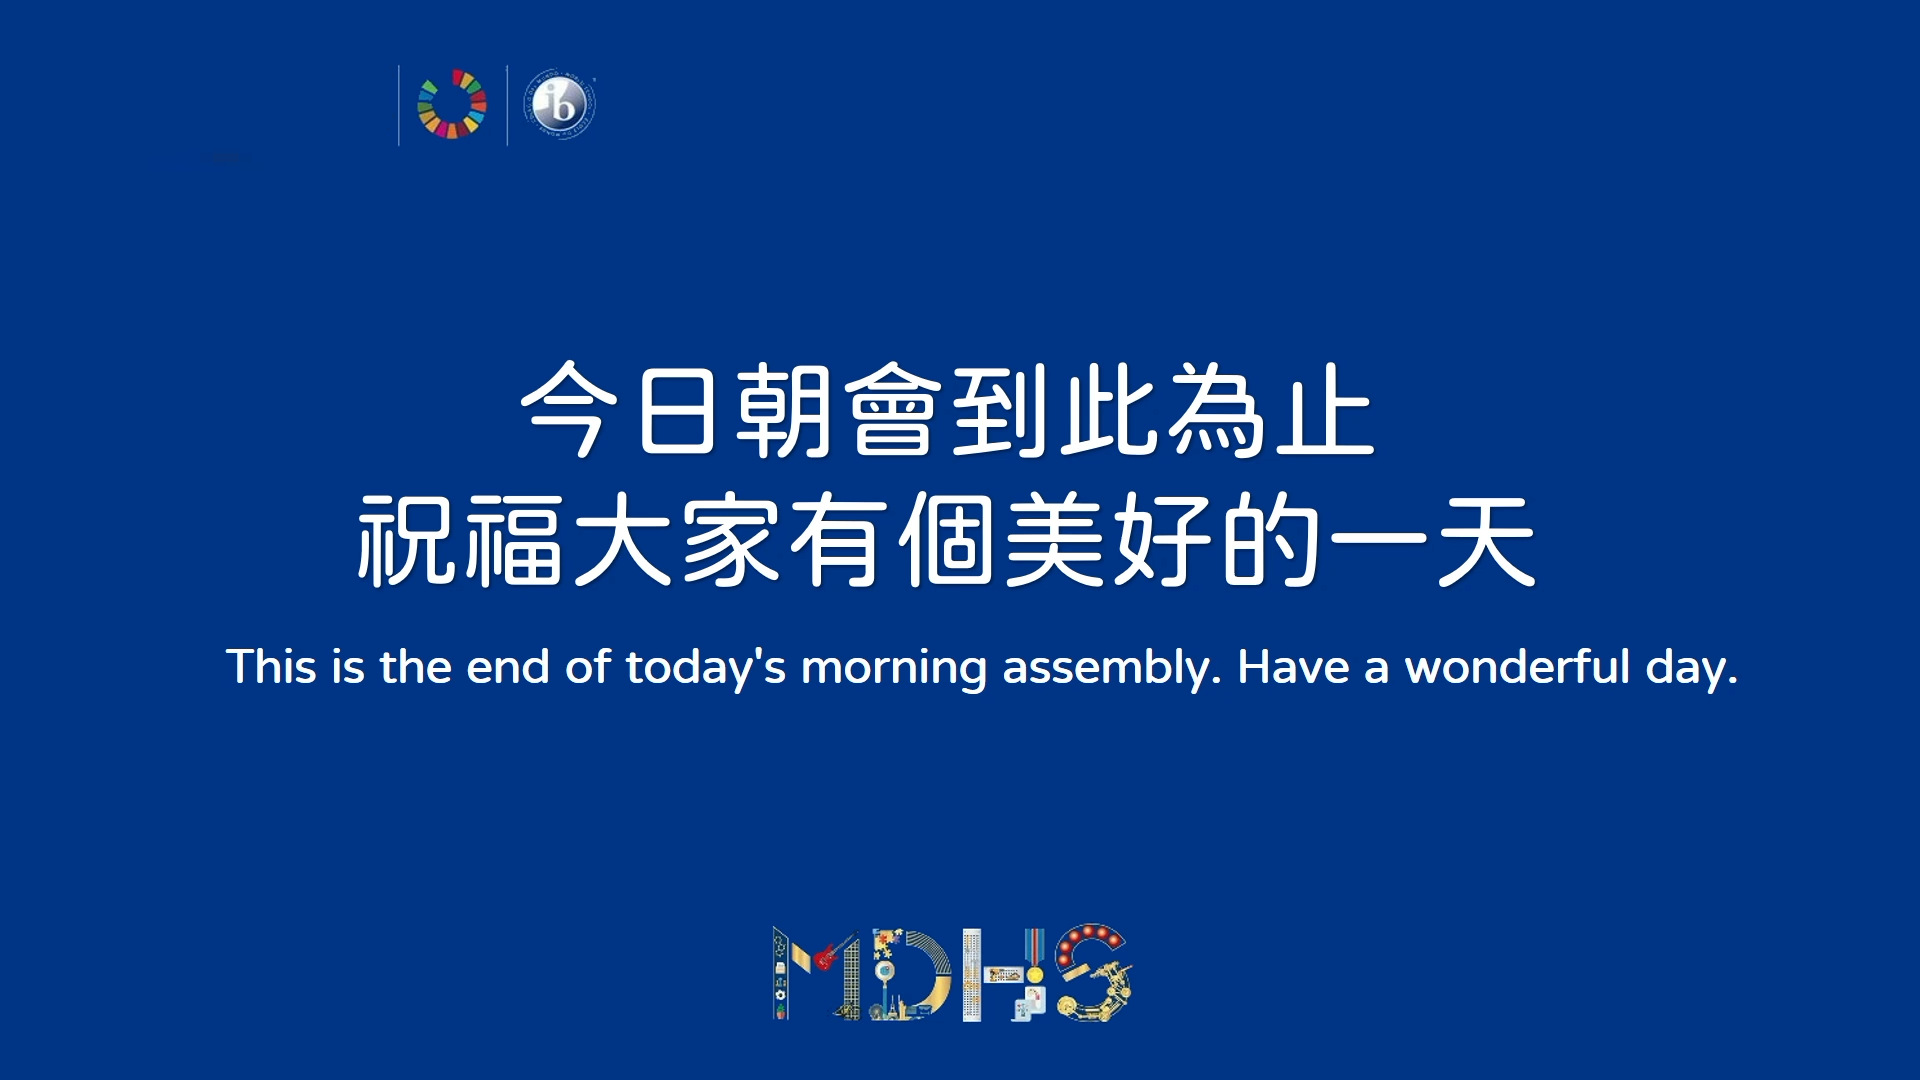 ib
今日朝會到此為止
祝福大家有個美好的一天
This is the end of today's morning assembly. Have a wonderful day.
MDHS